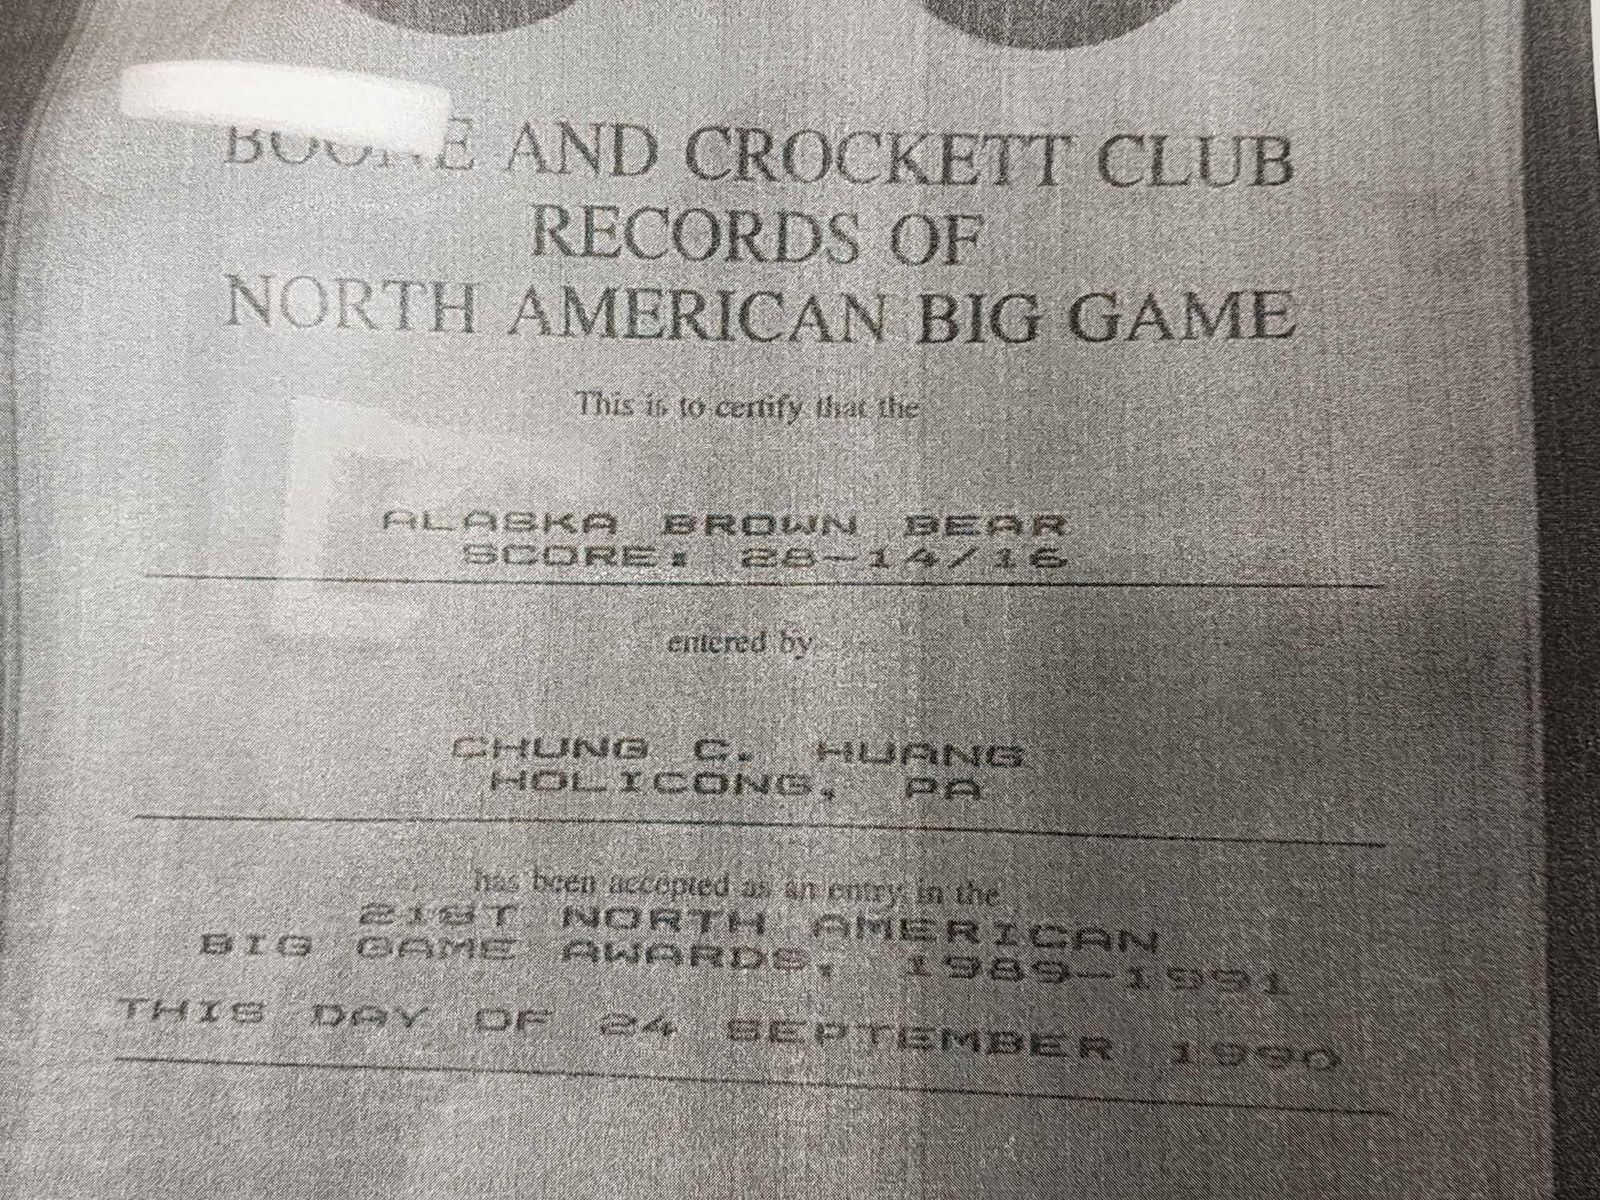 BOONE AND CROCKETT CLUB
RECORDS OF
NORTH AMERICAN BIG GAME
This is to certify that the
ALASKA BROWN BEAR
SCORE: 28-14/16
entered by
CHUNG C. HUANG
HOLICONG, PA
has been accepted as an entry in the
21ST NORTH AMERICAN
BIG GAME AWARDS, 1989-1991
THIS DAY OF 24 SEPTEMBER 1990